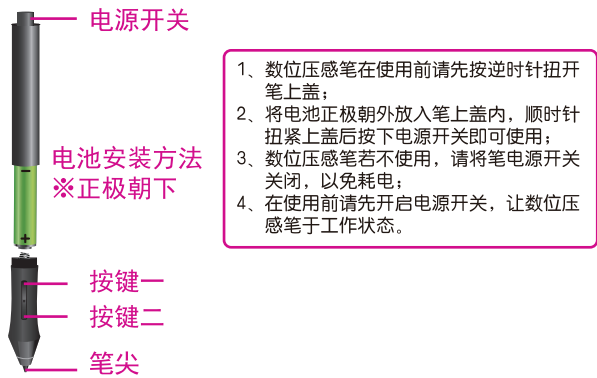 电源开关
电池安装方法
※正极朝下
按键一
按键二
笔尖
1、数位压感笔在使用前请先按逆时针扭开
笔上盖；
2、将电池正极朝外放入笔上盖内，顺时针
扭紧上盖后按下电源开关即可使用；
3、数位压感笔若不使用，请将笔电源开关
关闭，以免耗电；
4、在使用前请先开启电源开关，让数位压
感笔于工作状态。